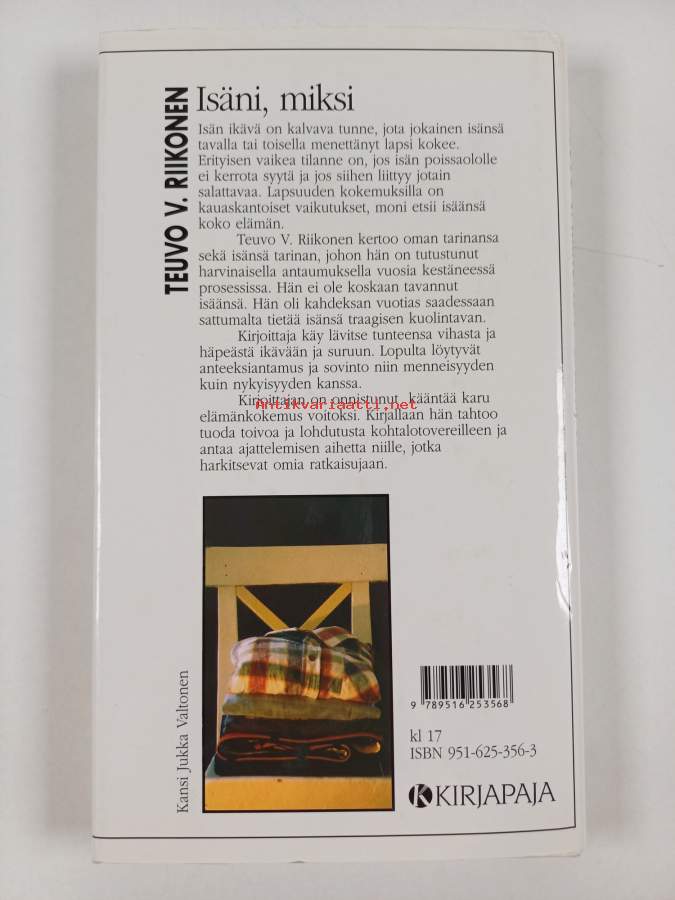 TEUVO V. RIIKONEN
Isäni, miksi
Isän ikävä on kalvava tunne, jota jokainen isänsä
tavalla tai toisella menettänyt lapsi kokee.
Erityisen vaikea tilanne on, jos isän poissaololle
ei kerrota syytä ja jos siihen liittyy jotain
salattavaa. Lapsuuden kokemuksilla on
kauaskantoiset vaikutukset, moni etsii isäänsä
koko elämän.
Teuvo V. Riikonen kertoo oman tarinansa
sekä isänsä tarinan, johon hän on tutustunut
harvinaisella antaumuksella vuosia kestäneessä
prosessissa. Hän ei ole koskaan tavannut
isäänsä. Hän oli kahdeksan vuotias saadessaan
sattumalta tietää isänsä traagisen kuolintavan.
Kirjoittaja käy lävitse tunteensa vihasta ja
häpeästä ikävään ja suruun. Lopulta löytyvät
anteeksiantamus ja sovinto niin menneisyyden
kuin nykyisyyden kanssa.
Kirjoittajan on onnistunut kääntää karu
Antikvariaatti.net
elämänkokemus voitoksi. Kirjallaan hän tahtoo
tuoda toivoa ja lohdutusta kohtalotovereilleen ja
antaa ajattelemisen aihetta niille, jotka
harkitsevat omia ratkaisujaan.
Kansi Jukka Valtonen
9 789516 253568
kl 17
ISBN 951-625-356-3
KIRJAPAJA